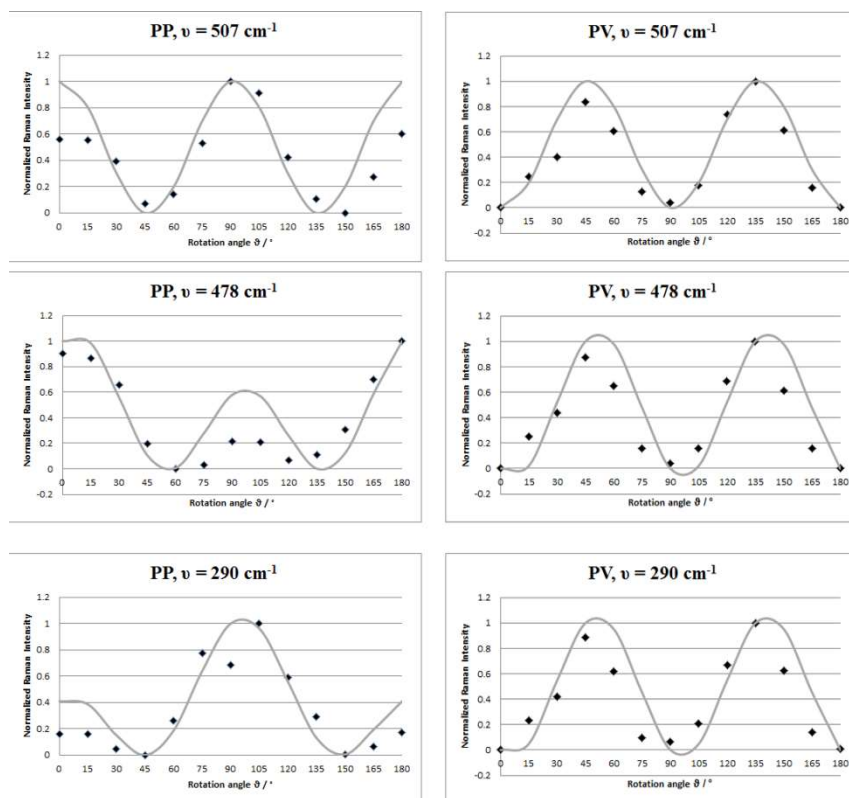 PP, υ = 507 cm⁻¹
Normalized Raman Intensity
1.2
1
0.8
0.6
0.4
0.2
0
0 15 30 45 60 75 90 105 120 135 150 165 180
Rotation angle ϑ / °
PV, υ = 507 cm⁻¹
Normalized Raman Intensity
1.2
1
0.8
0.6
0.4
0.2
0
-0.2
0 15 30 45 60 75 90 105 120 135 150 165 180
Rotation angle ϑ / °
PP, υ = 478 cm⁻¹
Normalized Raman Intensity
1.2
1
0.8
0.6
0.4
0.2
0
-0.2
0 15 30 45 60 75 90 105 120 135 150 165 180
Rotation angle ϑ / °
PV, υ = 478 cm⁻¹
Normalized Raman Intensity
1.2
1
0.8
0.6
0.4
0.2
0
-0.2
0 15 30 45 60 75 90 105 120 135 150 165 180
Rotation angle ϑ / °
PP, υ = 290 cm⁻¹
Normalized Raman Intensity
1.2
1
0.8
0.6
0.4
0.2
0
0 15 30 45 60 75 90 105 120 135 150 165 180
Rotation angle ϑ / °
PV, υ = 290 cm⁻¹
Normalized Raman Intensity
1.2
1
0.8
0.6
0.4
0.2
0
-0.2
0 15 30 45 60 75 90 105 120 135 150 165 180
Rotation angle ϑ / °